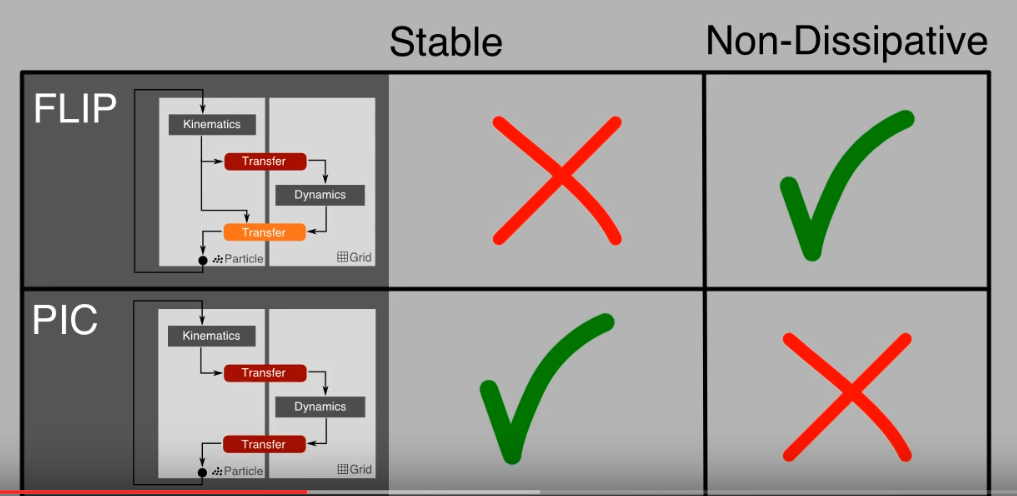 Stable
Non-Dissipative
FLIP
Kinematics
Transfer
Dynamics
Transfer
Particle
Grid
PIC
Kinematics
Transfer
Dynamics
Transfer
Particle
Grid